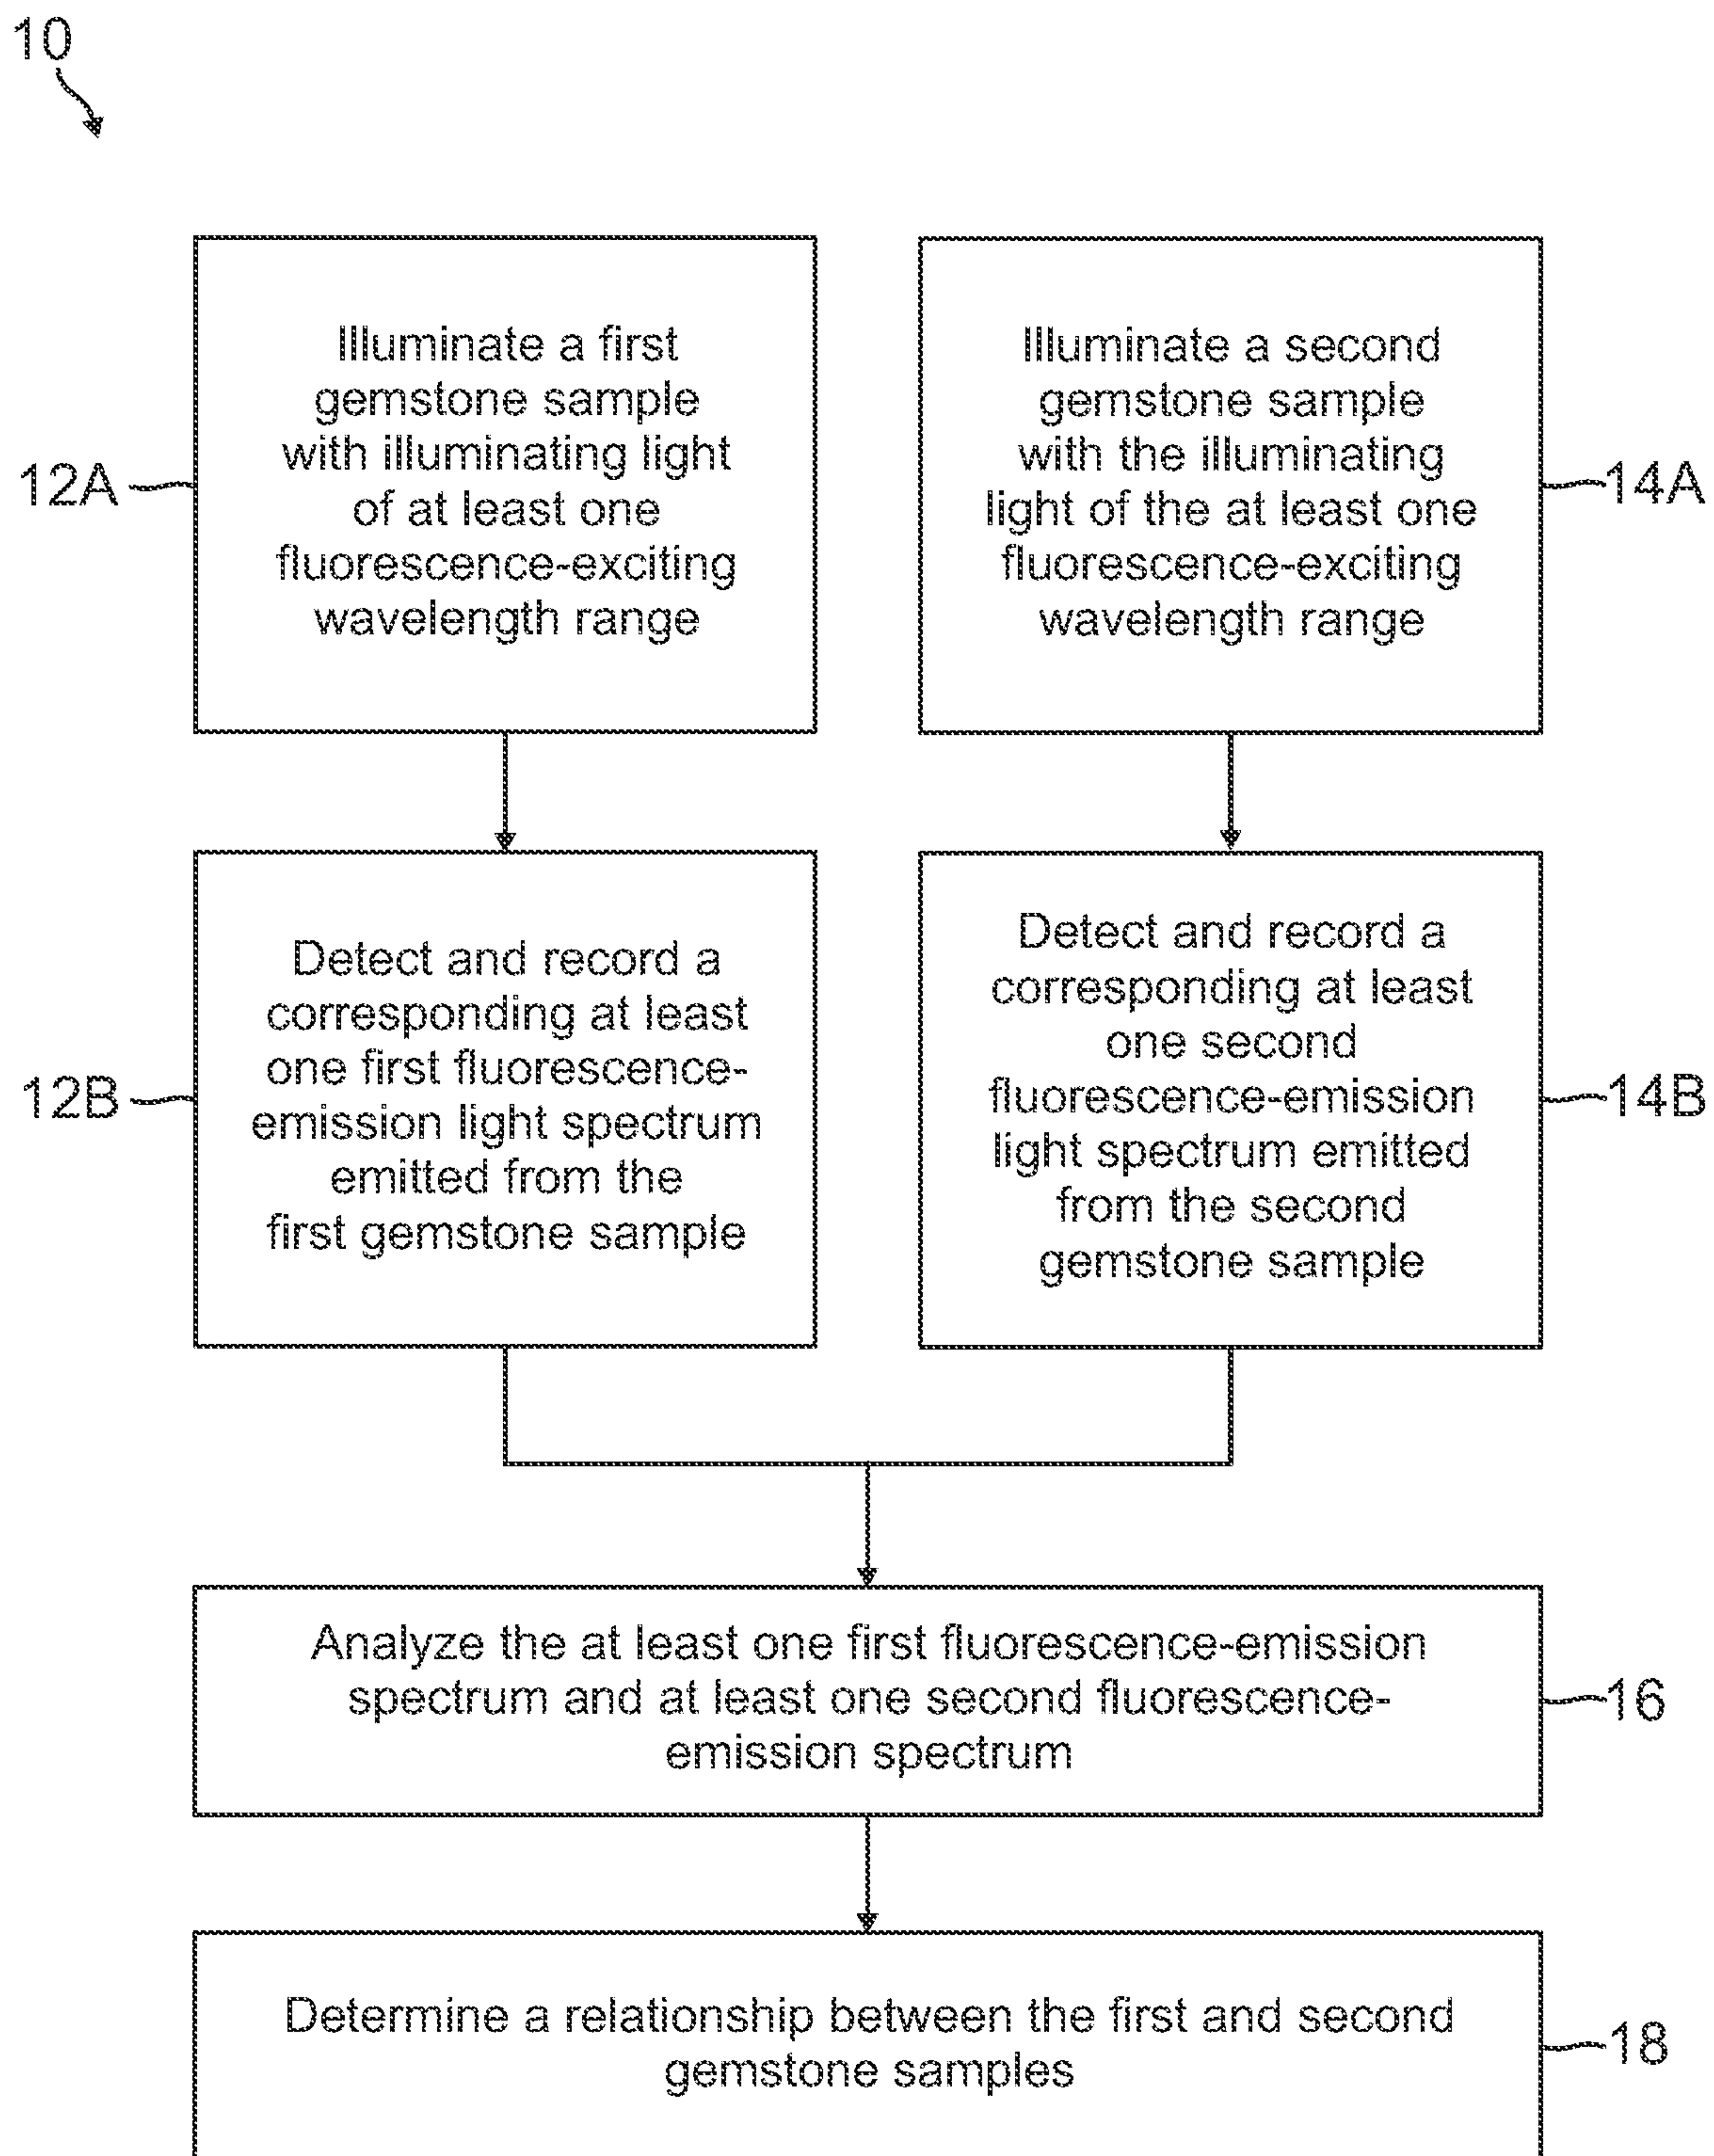 10
12A
Illuminate a first
gemstone sample
with illuminating light
of at least one
fluorescence-exciting
wavelength range
Illuminate a second
gemstone sample
with the illuminating
light of the at least one
fluorescence-exciting
wavelength range
14A
12B
Detect and record a
corresponding at least
one first fluorescence-
emission light spectrum
emitted from the
first gemstone sample
Detect and record a
corresponding at least
one second
fluorescence-emission
light spectrum emitted
from the second
gemstone sample
14B
Analyze the at least one first fluorescence-emission
spectrum and at least one second fluorescence-
emission spectrum
16
Determine a relationship between the first and second
gemstone samples
18